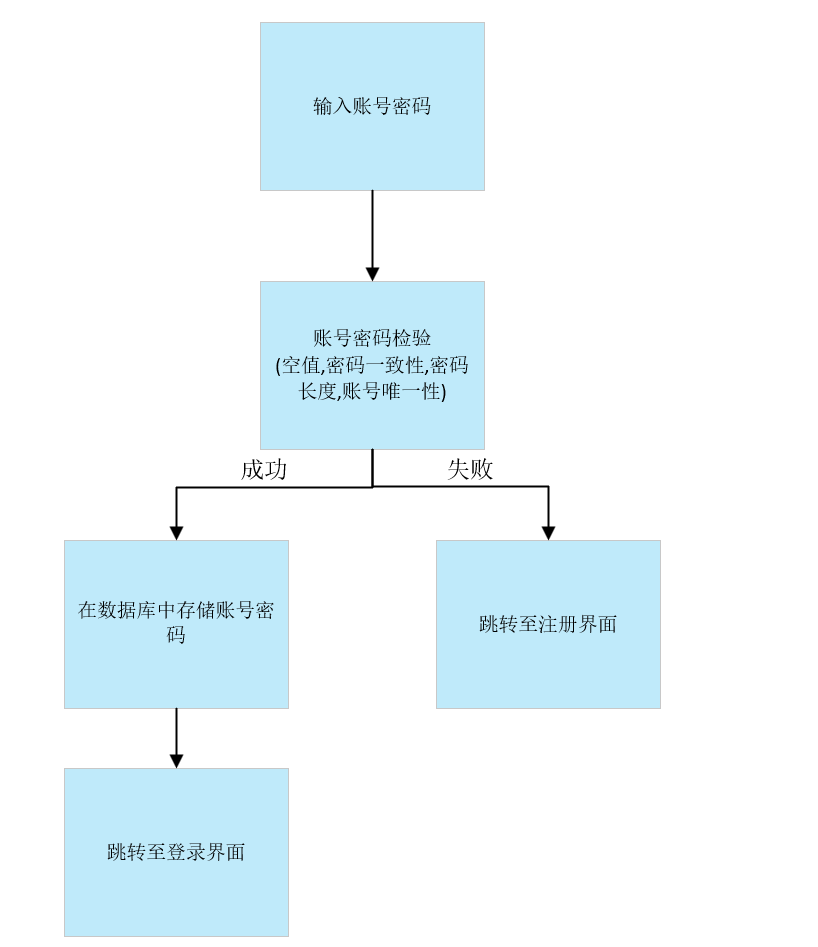 输入账号密码
账号密码检验
(空值,密码一致性,密码
长度,账号唯一性)
成功
失败
在数据库中存储账号密
码
跳转至注册界面
跳转至登录界面